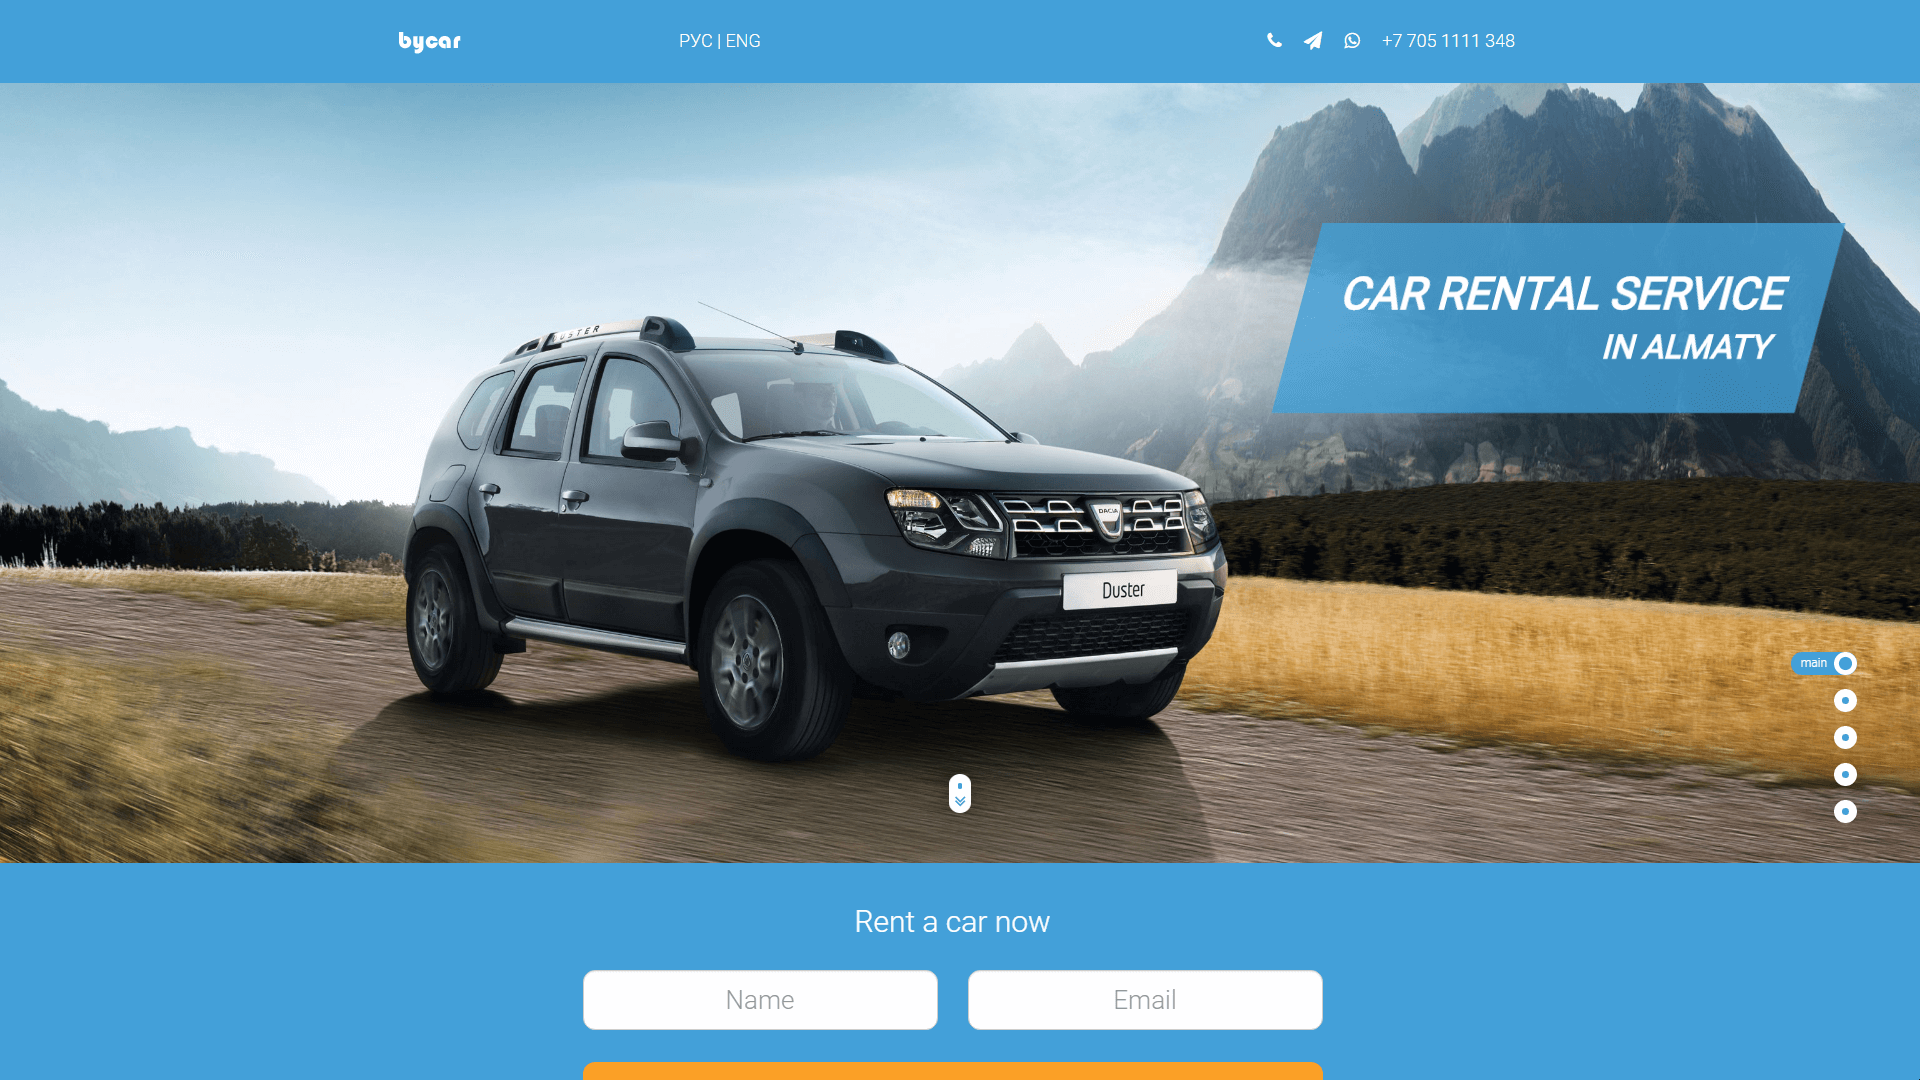 bycar
РУС | ENG
+7 705 1111 348
CAR RENTAL SERVICE
IN ALMATY
DUSTER
DACIA
Duster
main
Rent a car now
Name
Email